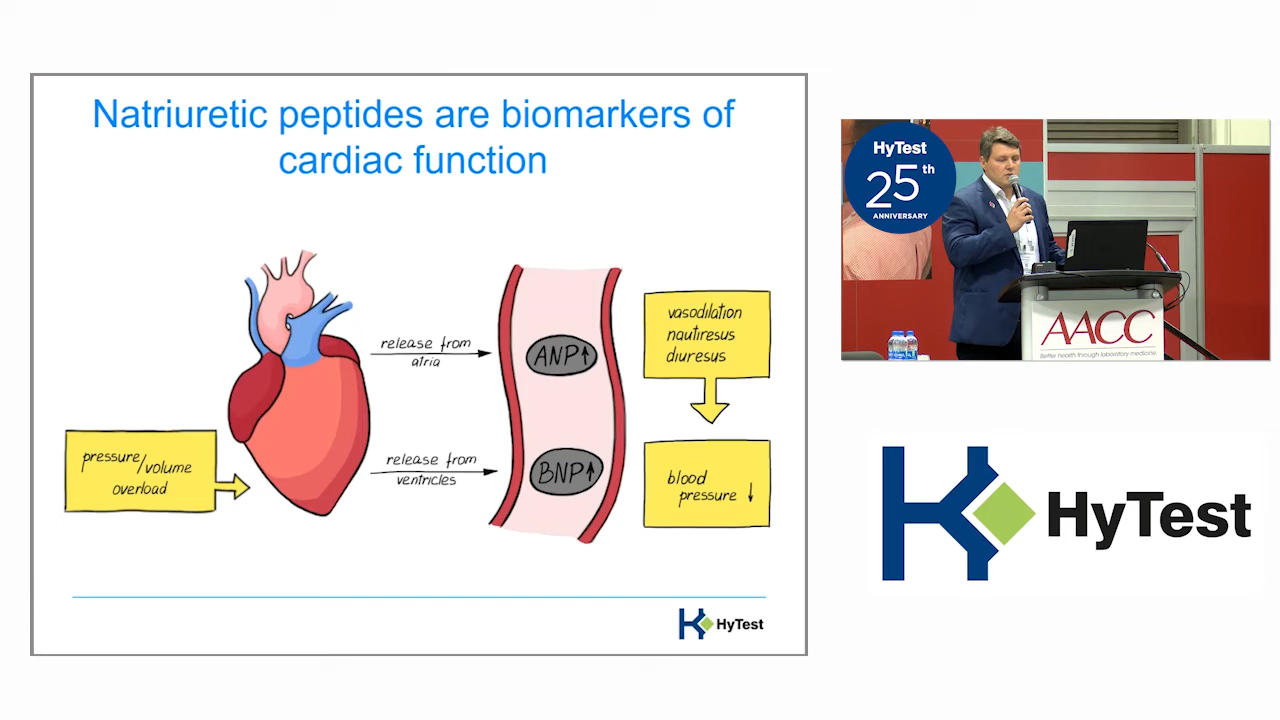 Natriuretic peptides are biomarkers of
cardiac function
pressure/volume
overload
release from
atria
release from
ventricles
ANP↑
BNP↑
vasodilation
nautiresus
diuresus
blood
pressure ↓
HyTest
HyTest
25th
ANNIVERSARY
AACC
Better health through laboratory medicine.
HyTest